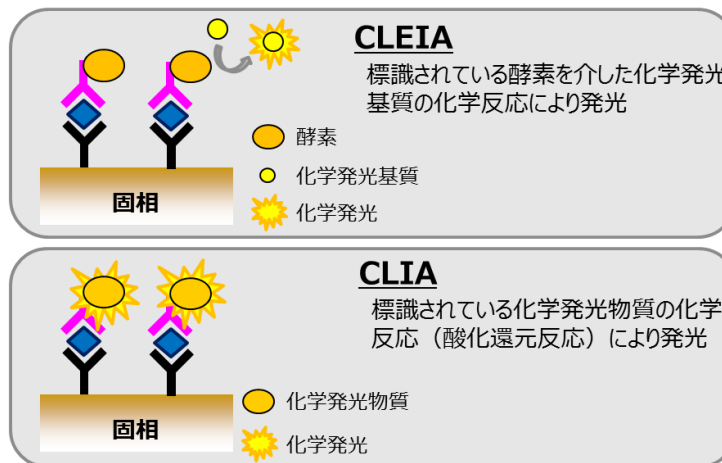 CLEIA
標識されている酵素を介した化学発光
基質の化学反応により発光
酵素
化学発光基質
化学発光
固相
CLIA
標識されている化学発光物質の化学
反応（酸化還元反応）により発光
化学発光物質
化学発光
固相